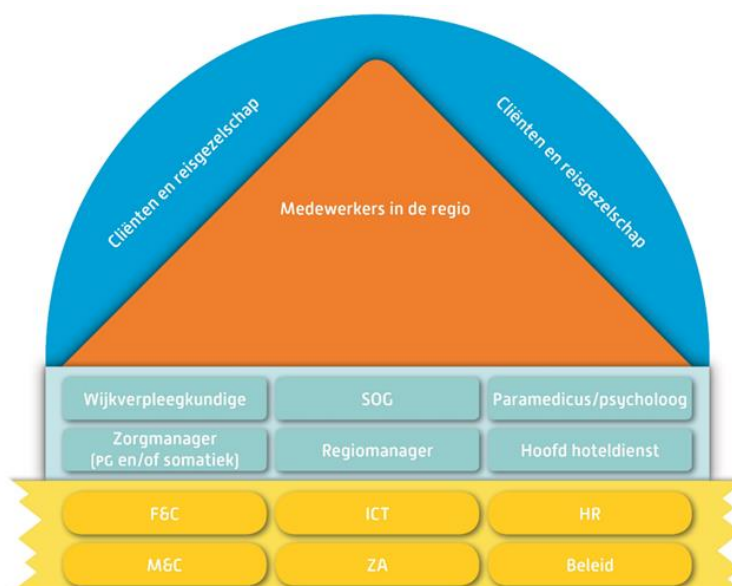 Cliënten en reisgezelschap
Cliënten en reisgezelschap
Medewerkers in de regio
Wijkverpleegkundige
SOG
Paramedicus/psycholoog
Zorgmanager
(PG en/of somatiek)
Regiomanager
Hoofd hoteldienst
F&C
ICT
HR
M&C
ZA
Beleid